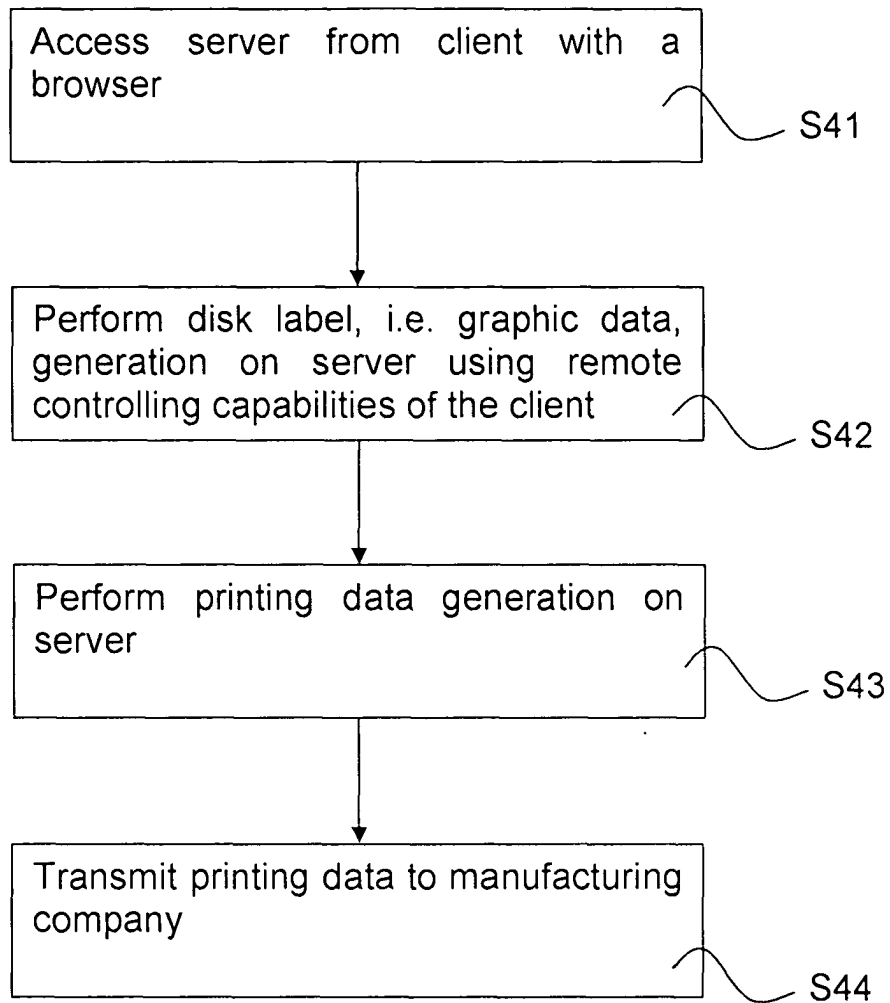 Access server from client with a
browser
S41
Perform disk label, i.e. graphic data,
generation on server using remote
controlling capabilities of the client
S42
Perform printing data generation on
server
S43
Transmit printing data to manufacturing
company
S44